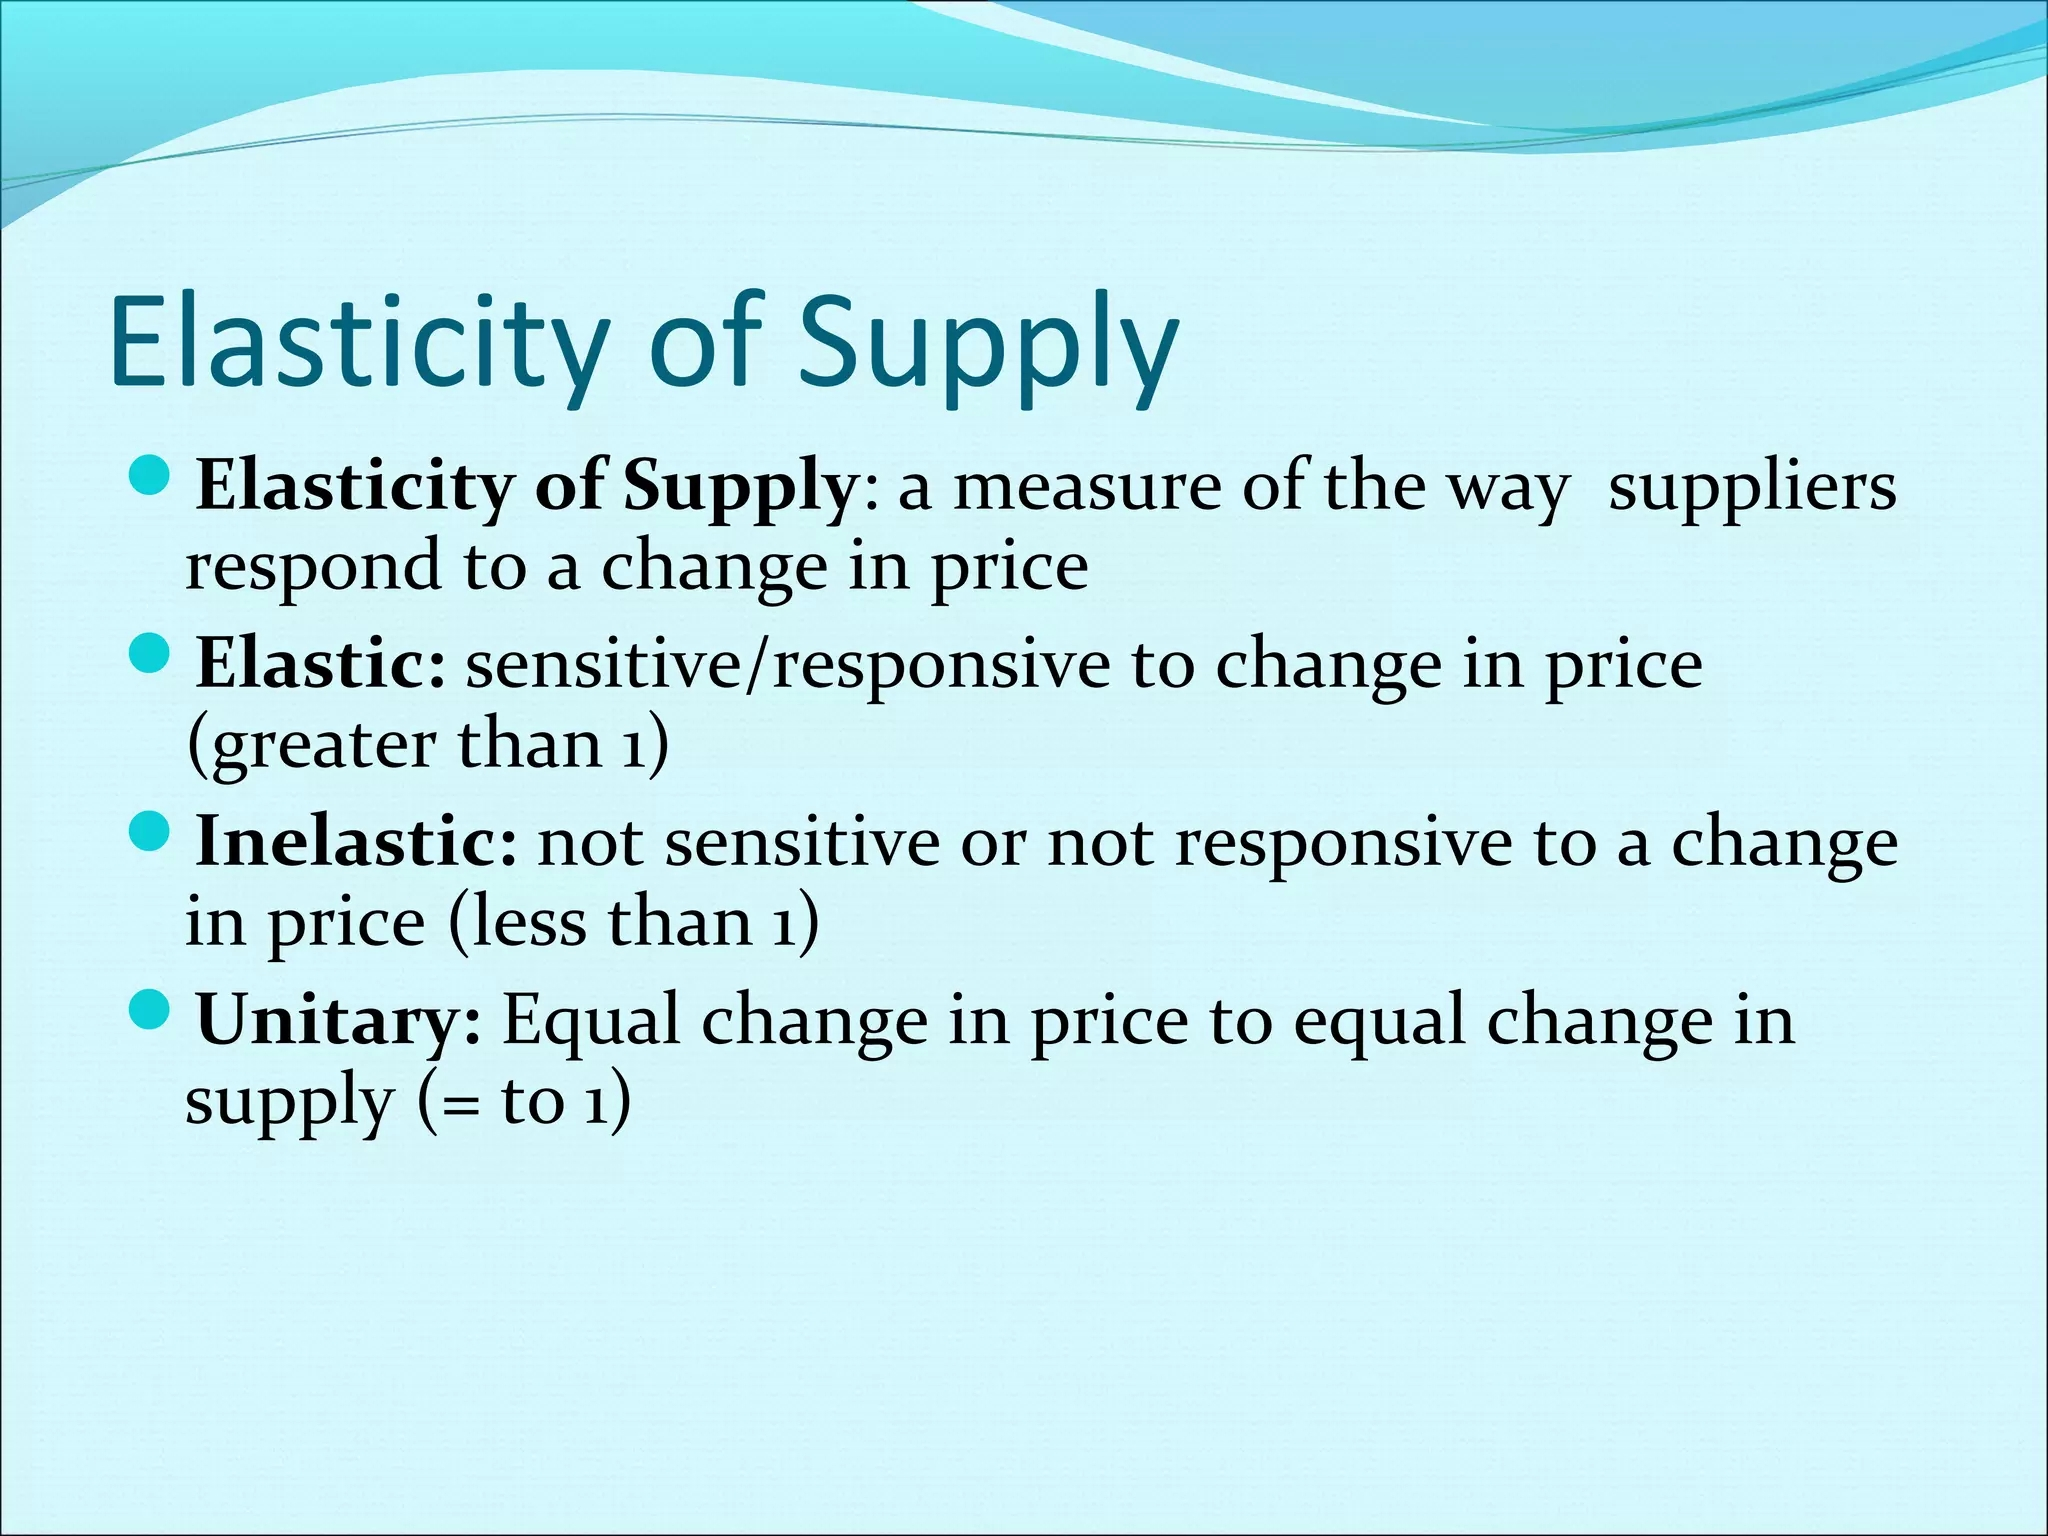 Elasticity of Supply
Elasticity of Supply: a measure of the way  suppliers
respond to a change in price
Elastic: sensitive/responsive to change in price
(greater than 1)
Inelastic: not sensitive or not responsive to a change
in price (less than 1)
Unitary: Equal change in price to equal change in
supply (= to 1)